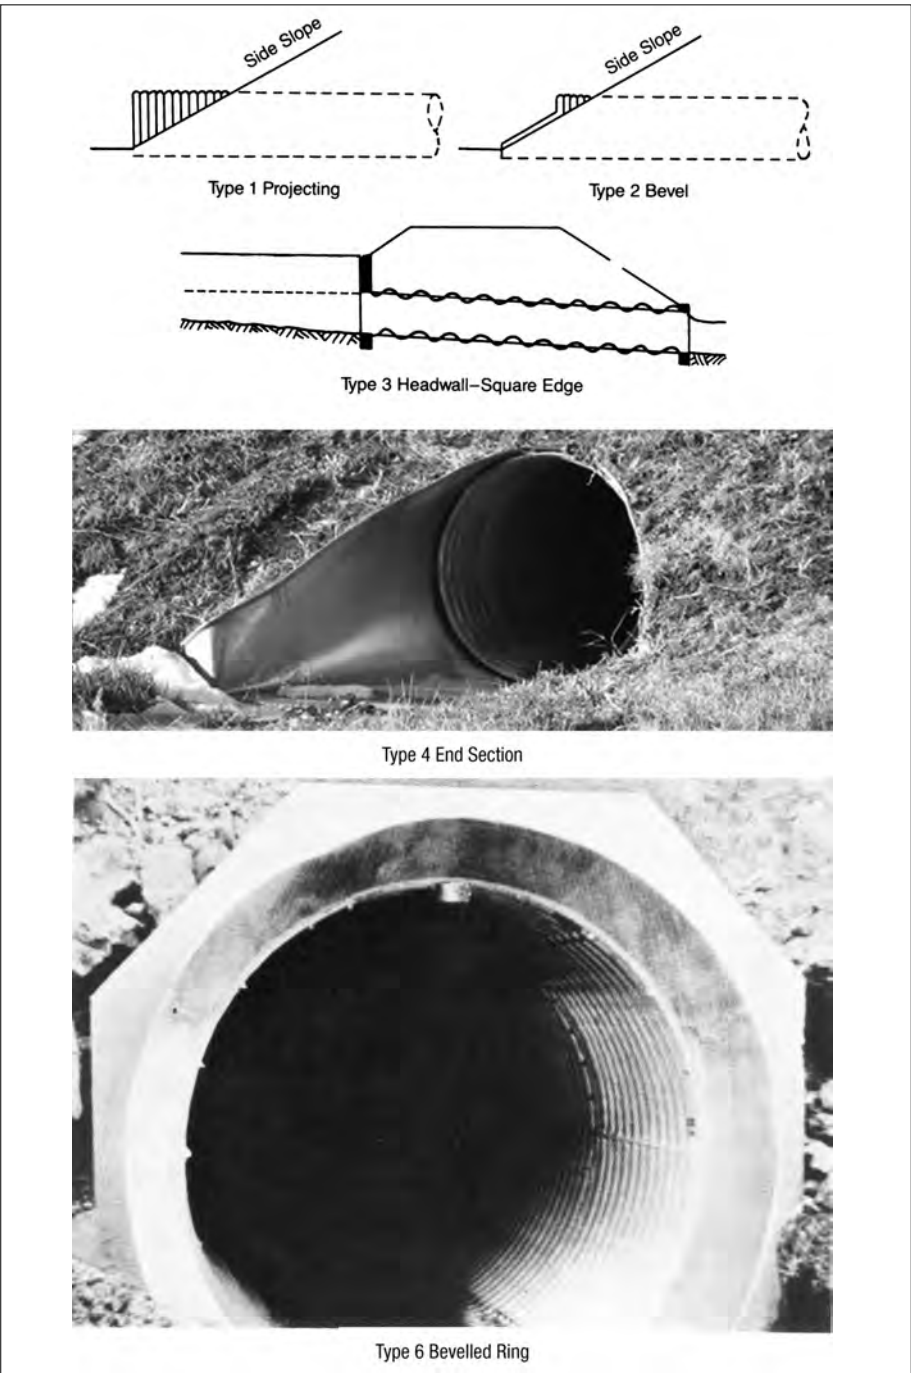 Side Slope
Side Slope
Type 1 Projecting
Type 2 Bevel
Type 3 Headwall–Square Edge
Type 4 End Section
Type 6 Bevelled Ring